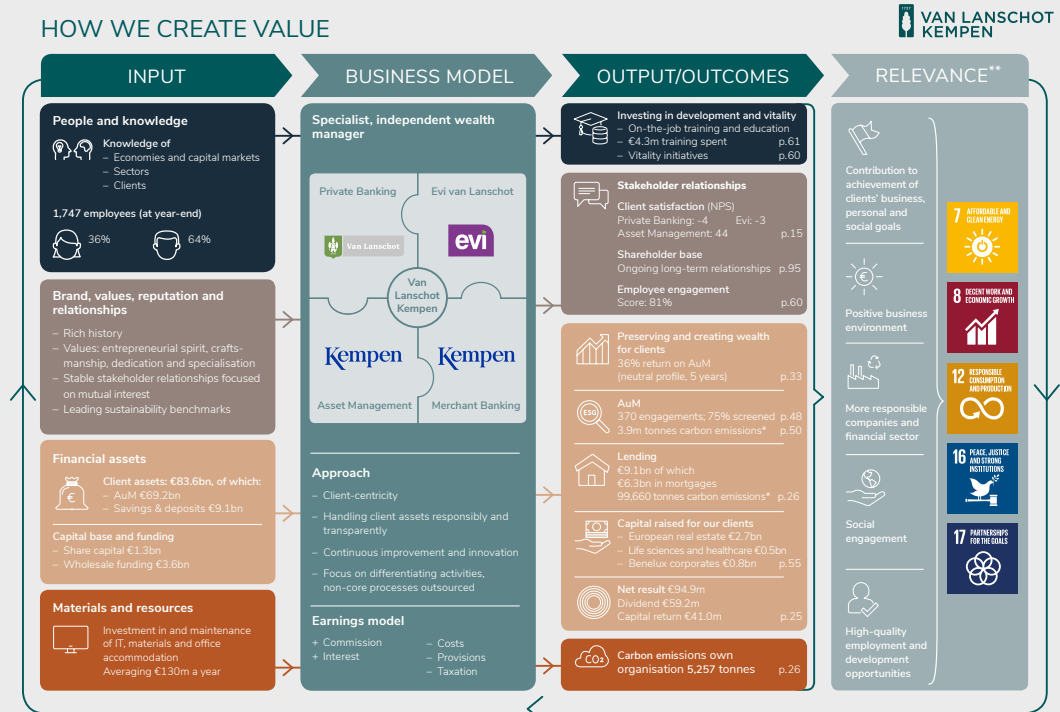 HOW WE CREATE VALUE
1737
VAN LANSCHOT
KEMPEN
INPUT
BUSINESS MODEL
OUTPUT/OUTCOMES
RELEVANCE**
People and knowledge
Knowledge of
– Economies and capital markets
– Sectors
– Clients
1,747 employees (at year-end)
36%
64%
Brand, values, reputation and
relationships
– Rich history
– Values: entrepreneurial spirit, crafts-
manship, dedication and specialisation
– Stable stakeholder relationships focused
on mutual interest
– Leading sustainability benchmarks
Financial assets
Client assets: €83.6bn, of which:
– AuM €69.2bn
– Savings & deposits €9.1bn
€
Capital base and funding
– Share capital €1.3bn
– Wholesale funding €3.6bn
Materials and resources
Investment in and maintenance
of IT, materials and office
accommodation
Averaging €130m a year
Specialist, independent wealth
manager
Private Banking
Evi van Lanschot
Van Lanschot
evi
Van
Lanschot
Kempen
Kempen
Kempen
Asset Management
Merchant Banking
Approach
– Client-centricity
– Handling client assets responsibly and
transparently
– Continuous improvement and innovation
– Focus on differentiating activities,
non-core processes outsourced
Earnings model
+ Commission
+ Interest
– Costs
– Provisions
– Taxation
Investing in development and vitality
– On-the-job training and education
– €4.3m training spent p.61
– Vitality initiatives p.60
Stakeholder relationships
Client satisfaction (NPS)
Private Banking: -4 Evi: -3
Asset Management: 44 p.15
Shareholder base
Ongoing long-term relationships p.95
Employee engagement
Score: 81% p.60
Preserving and creating wealth
for clients
36% return on AuM
(neutral profile, 5 years) p.33
ESG
AuM
370 engagements; 75% screened p.48
3.9m tonnes carbon emissions* p.50
Lending
€9.1bn of which
€6.3bn in mortgages
99,660 tonnes carbon emissions* p.26
Capital raised for our clients
– European real estate €2.7bn
– Life sciences and healthcare €0.5bn
– Benelux corporates €0.8bn p.55
Net result €94.9m
Dividend €59.2m
Capital return €41.0m p.25
CO2
Carbon emissions own
organisation 5,257 tonnes p.26
Contribution to
achievement of
clients' business,
personal and
social goals
€
Positive business
environment
More responsible
companies and
financial sector
Social
engagement
High-quality
employment and
development
opportunities
7 AFFORDABLE AND
CLEAN ENERGY
8 DECENT WORK AND
ECONOMIC GROWTH
12 RESPONSIBLE
CONSUMPTION
AND PRODUCTION
16 PEACE, JUSTICE
AND STRONG
INSTITUTIONS
17 PARTNERSHIPS
FOR THE GOALS